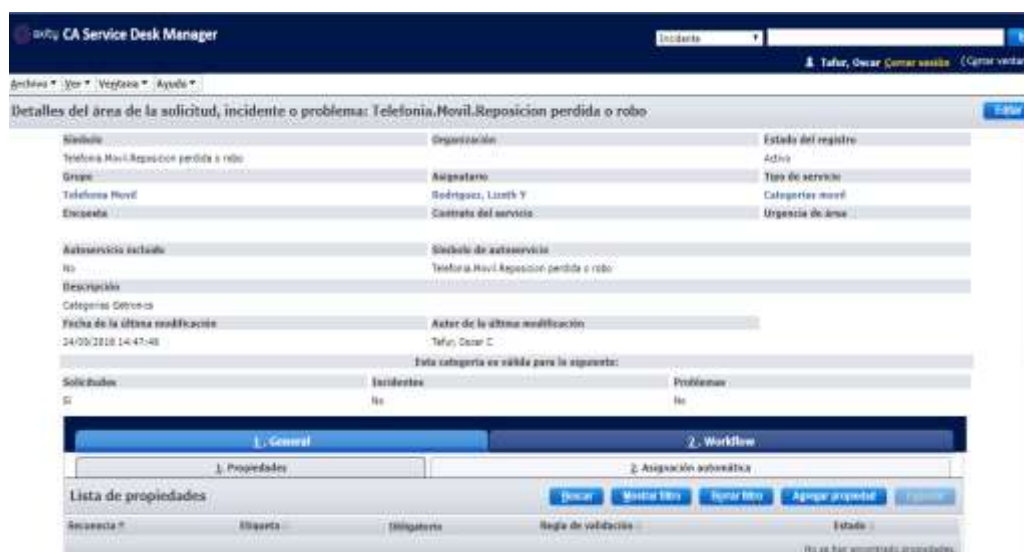 axity CA Service Desk Manager
Incidente
Tafur, Oscar Cerrar sesión (Cerrar ventan
Archivo Ver Ventana Ayuda
Detalles del área de la solicitud, incidente o problema: Telefonia.Movil.Reposicion perdida o robo
Editar
Símbolo Organización Estado del registro
Telefonia.Movil.Reposicion perdida o robo Activo
Grupo Asignatario Tipo de servicio
Telefonia Movil Rodriguez, Lizeth Y Categorias movil
Encuesta Contrato del servicio Urgencia de área
Autoservicio incluido Símbolo de autoservicio
No Telefonia.Movil.Reposicion perdida o robo
Descripción
Categorias Getronics
Fecha de la última modificación Autor de la última modificación
14:47:48 Tafur, Oscar C
Esta categoría es válida para lo siguiente:
Solicitudes Incidentes Problemas
Sí No No
1. General 2. Workflow
1. Propiedades 2. Asignación automática
Lista de propiedades Buscar Mostrar filtro Borrar filtro Agregar propiedad
Secuencia Etiqueta Obligatorio Regla de validación Estado
No se han encontrado propiedades.